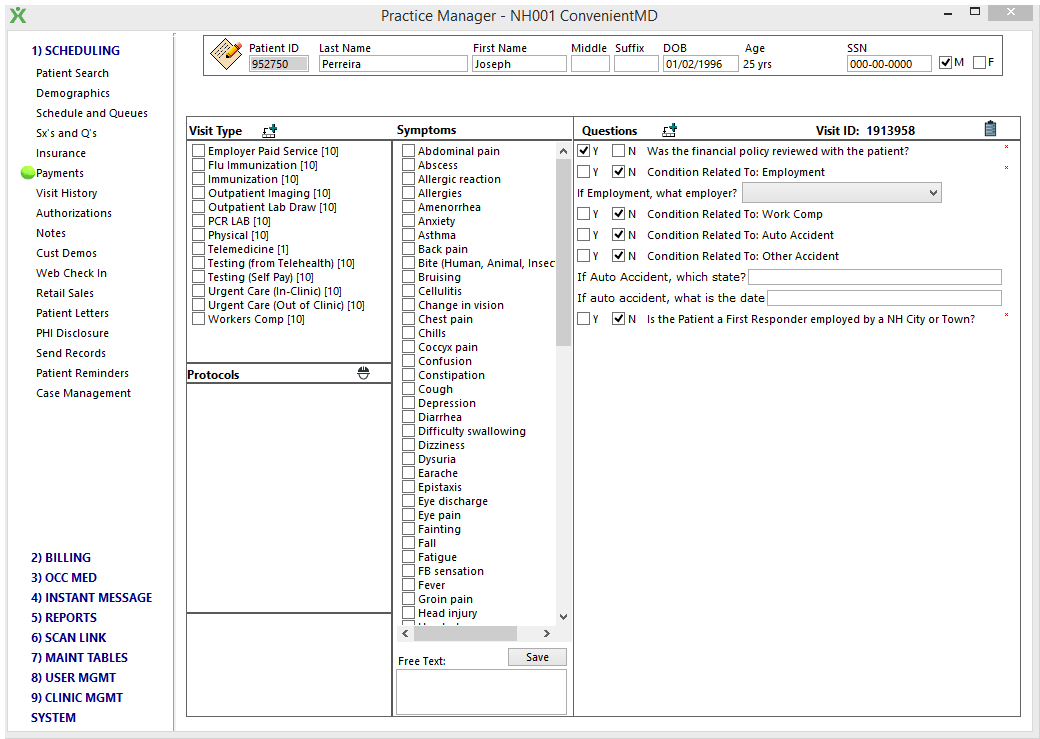 Practice Manager - NH001 ConvenientMD
1) SCHEDULING
Patient Search
Demographics
Schedule and Queues
Sx's and Q's
Insurance
Payments
Visit History
Authorizations
Notes
Cust Demos
Web Check In
Retail Sales
Patient Letters
PHI Disclosure
Send Records
Patient Reminders
Case Management
2) BILLING
3) OCC MED
4) INSTANT MESSAGE
5) REPORTS
6) SCAN LINK
7) MAINT TABLES
8) USER MGMT
9) CLINIC MGMT
SYSTEM
Patient ID Last Name First Name Middle Suffix DOB Age SSN
952750 Perreira Joseph 01/02/1996 25 yrs 000-00-0000 M F
Visit Type
Employer Paid Service [10]
Flu Immunization [10]
Immunization [10]
Outpatient Imaging [10]
Outpatient Lab Draw [10]
PCR LAB [10]
Physical [10]
Telemedicine [1]
Testing (from Telehealth) [10]
Testing (Self Pay) [10]
Urgent Care (In-Clinic) [10]
Urgent Care (Out of Clinic) [10]
Workers Comp [10]
Protocols
Symptoms
Abdominal pain
Abscess
Allergic reaction
Allergies
Amenorrhea
Anxiety
Asthma
Back pain
Bite (Human, Animal, Insec
Bruising
Cellulitis
Change in vision
Chest pain
Chills
Coccyx pain
Confusion
Constipation
Cough
Depression
Diarrhea
Difficulty swallowing
Dizziness
Dysuria
Earache
Epistaxis
Eye discharge
Eye pain
Fainting
Fall
Fatigue
FB sensation
Fever
Groin pain
Head injury
Free Text: Save
Questions Visit ID: 1913958
Y N Was the financial policy reviewed with the patient? *
Y N Condition Related To: Employment *
If Employment, what employer?
Y N Condition Related To: Work Comp
Y N Condition Related To: Auto Accident
Y N Condition Related To: Other Accident
If Auto Accident, which state?
If auto accident, what is the date
Y N Is the Patient a First Responder employed by a NH City or Town? *